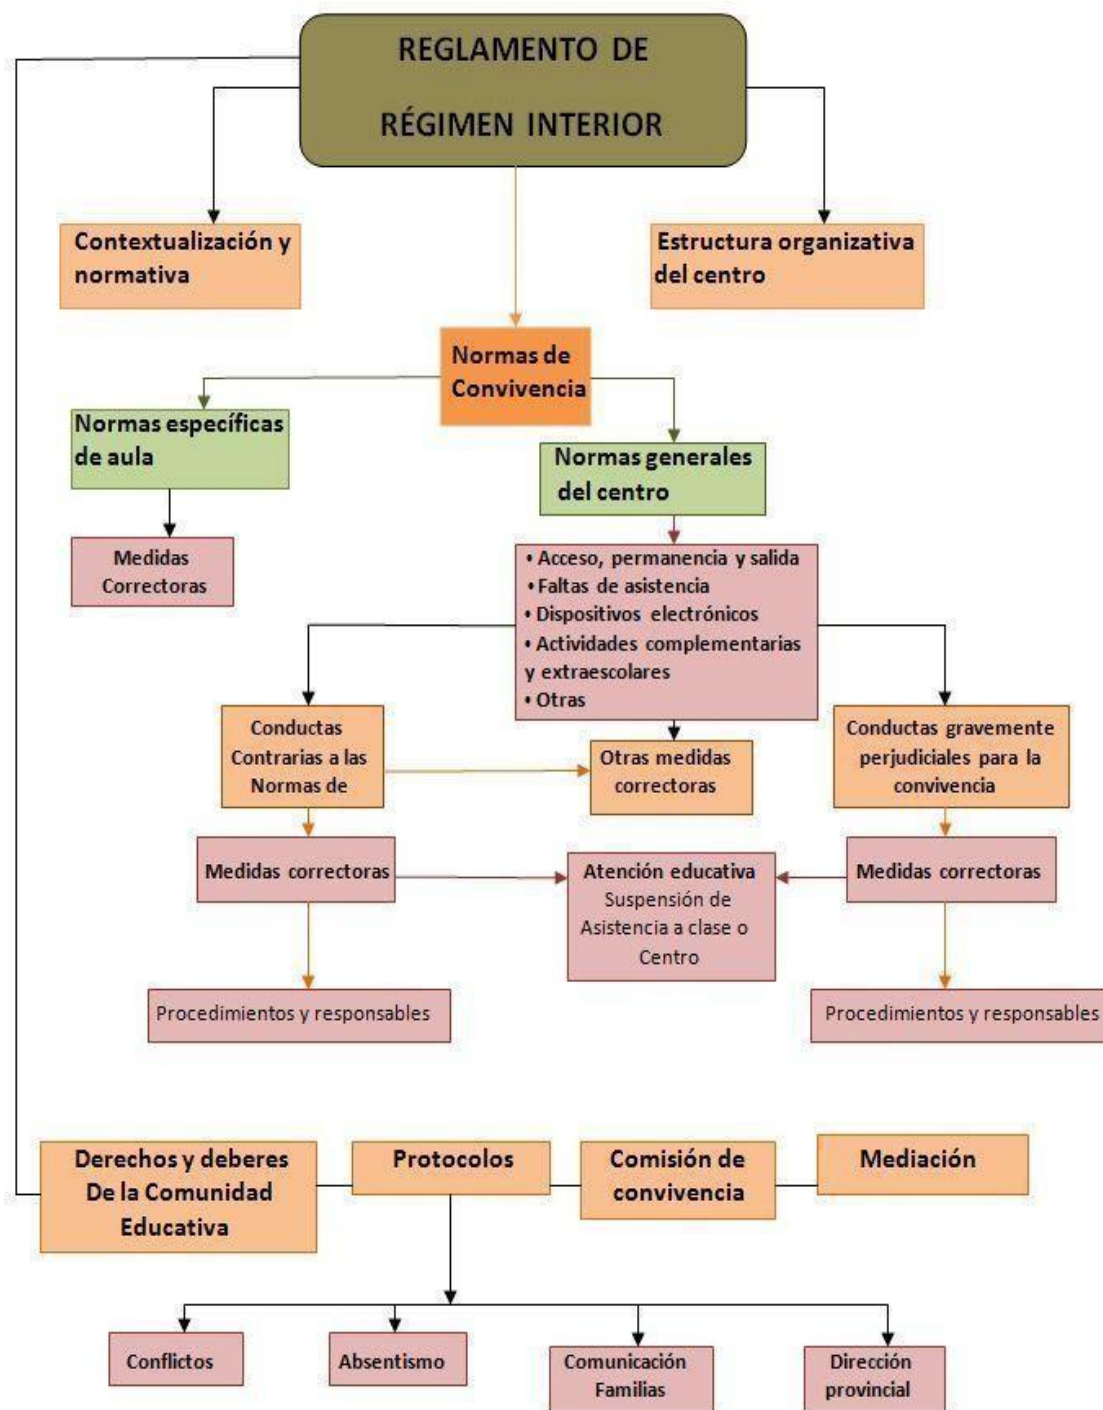 REGLAMENTO DE
RÉGIMEN INTERIOR
Contextualización y
normativa
Estructura organizativa
del centro
Normas de
Convivencia
Normas específicas
de aula
Normas generales
del centro
Medidas
Correctoras
• Acceso, permanencia y salida
• Faltas de asistencia
• Dispositivos electrónicos
• Actividades complementarias
y extraescolares
• Otras
Conductas
Contrarias a las
Normas de
Otras medidas
correctoras
Conductas gravemente
perjudiciales para la
convivencia
Medidas correctoras
Atención educativa
Suspensión de
Asistencia a clase o
Centro
Medidas correctoras
Procedimientos y responsables
Procedimientos y responsables
Derechos y deberes
De la Comunidad
Educativa
Protocolos
Comisión de
convivencia
Mediación
Conflictos
Absentismo
Comunicación
Familias
Dirección
provincial